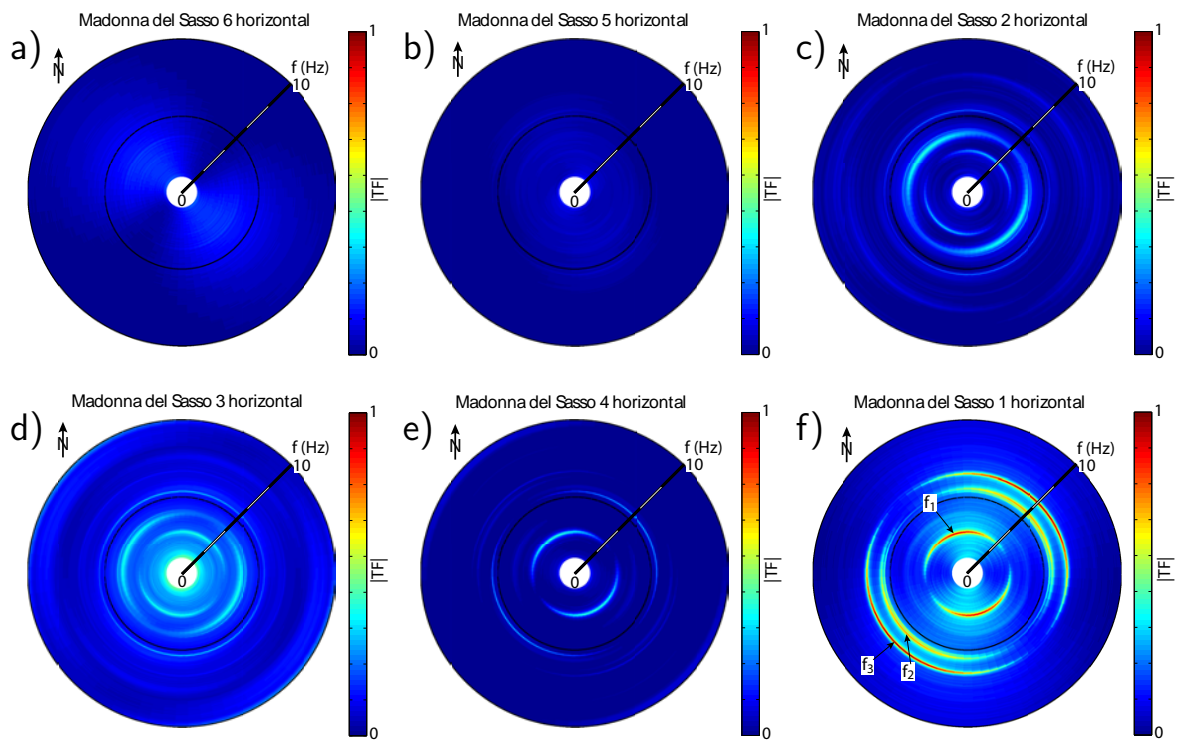 Madonna del Sasso 6 horizontal
a)
N
f (Hz)
10
0
1
|TF|
0
Madonna del Sasso 5 horizontal
b)
N
f (Hz)
10
0
1
|TF|
0
Madonna del Sasso 2 horizontal
c)
N
f (Hz)
10
0
1
|TF|
0
Madonna del Sasso 3 horizontal
d)
N
f (Hz)
10
0
1
|TF|
0
Madonna del Sasso 4 horizontal
e)
N
f (Hz)
10
0
1
|TF|
0
Madonna del Sasso 1 horizontal
f)
N
f (Hz)
10
f₁
0
f₃
f₂
1
|TF|
0